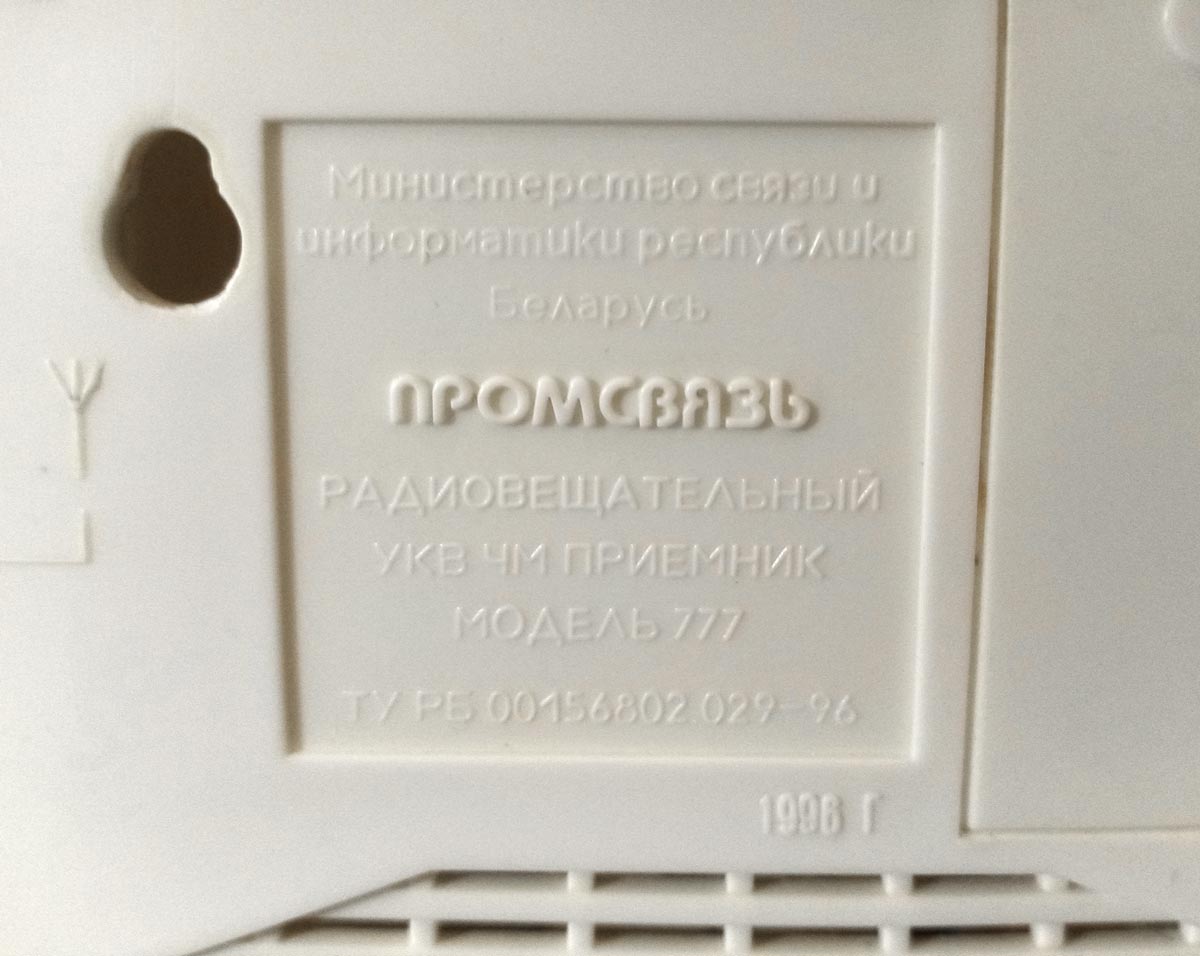 Министерство связи и
информатики республики
Беларусь
ПРОМСВЯЗЬ
РАДИОВЕЩАТЕЛЬНЫЙ
УКВ ЧМ ПРИЕМНИК
МОДЕЛЬ 777
ТУ РБ 00156802.029-96
1996 Г